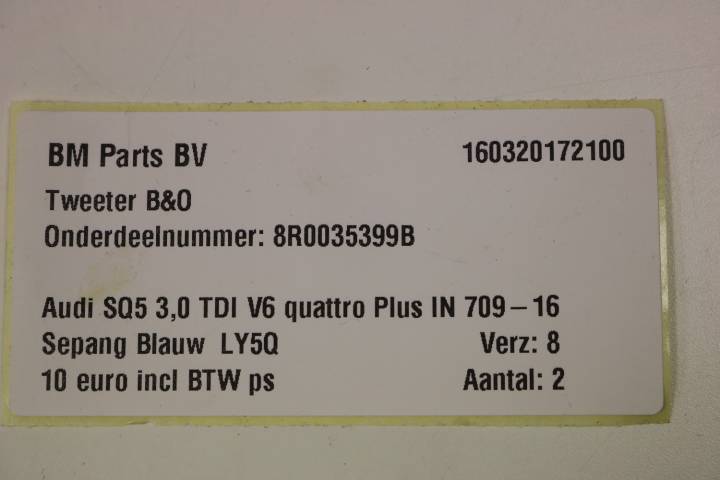 BM Parts BV 160320172100
Tweeter B&O
Onderdeelnummer: 8R0035399B
Audi SQ5 3,0 TDI V6 quattro Plus IN 709 – 16
Sepang Blauw LY5Q Verz: 8
10 euro incl BTW ps Aantal: 2